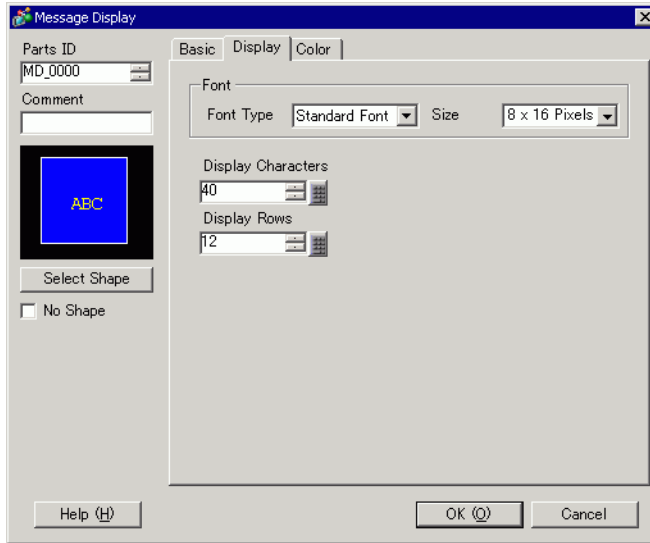 Message Display
Parts ID
MD_0000
Comment
ABC
Select Shape
No Shape
Basic Display Color
Font
Font Type Standard Font Size 8 x 16 Pixels
Display Characters
40
Display Rows
12
Help (H) OK (O) Cancel